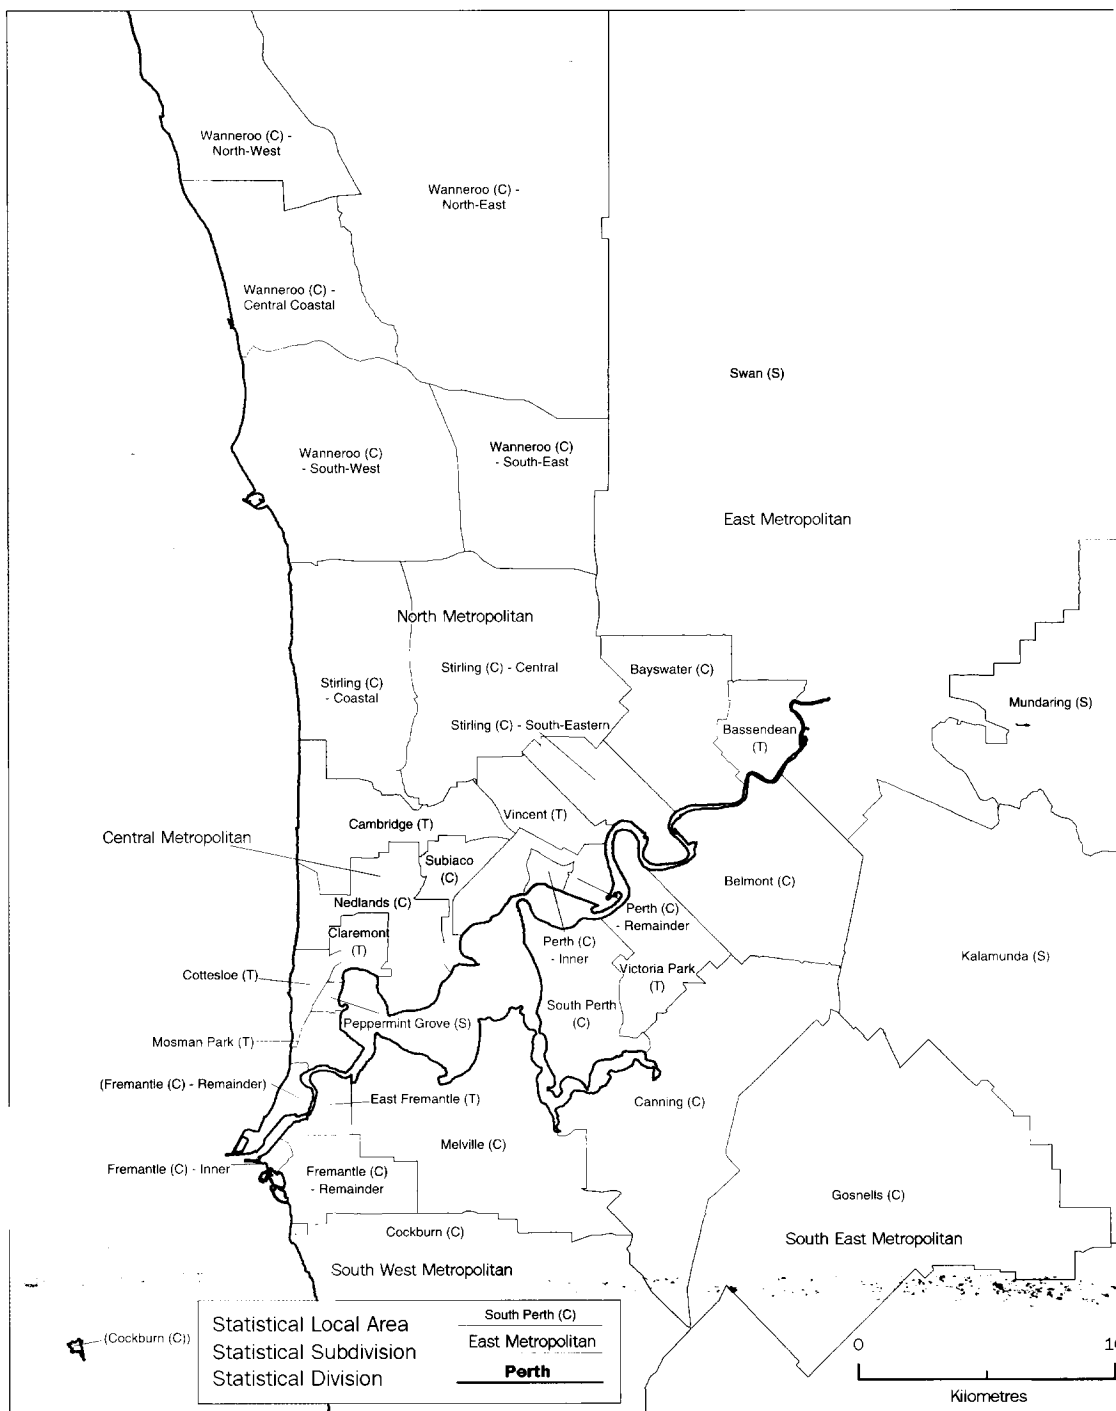 Wanneroo (C) -
North-West
Wanneroo (C) -
North-East
Wanneroo (C) -
Central Coastal
Swan (S)
Wanneroo (C)
- South-West
Wanneroo (C)
- South-East
East Metropolitan
North Metropolitan
Stirling (C) - Central
Bayswater (C)
Stirling (C)
- Coastal
Mundaring (S)
Stirling (C) - South-Eastern
Bassendean
(T)
Vincent (T)
Cambridge (T)
Central Metropolitan
Subiaco
(C)
Belmont (C)
Nedlands (C)
Perth (C)
- Remainder
Claremont
(T)
Perth (C)
- Inner
Kalamunda (S)
Cottesloe (T)
Victoria Park
(T)
South Perth
(C)
Peppermint Grove (S)
Mosman Park (T)
(Fremantle (C) - Remainder)
East Fremantle (T)
Canning (C)
Melville (C)
Fremantle (C) - Inner
Fremantle (C)
- Remainder
Gosnells (C)
Cockburn (C)
South East Metropolitan
South West Metropolitan
(Cockburn (C))
Statistical Local Area
South Perth (C)
Statistical Subdivision
East Metropolitan
Statistical Division
Perth
0
10
Kilometres